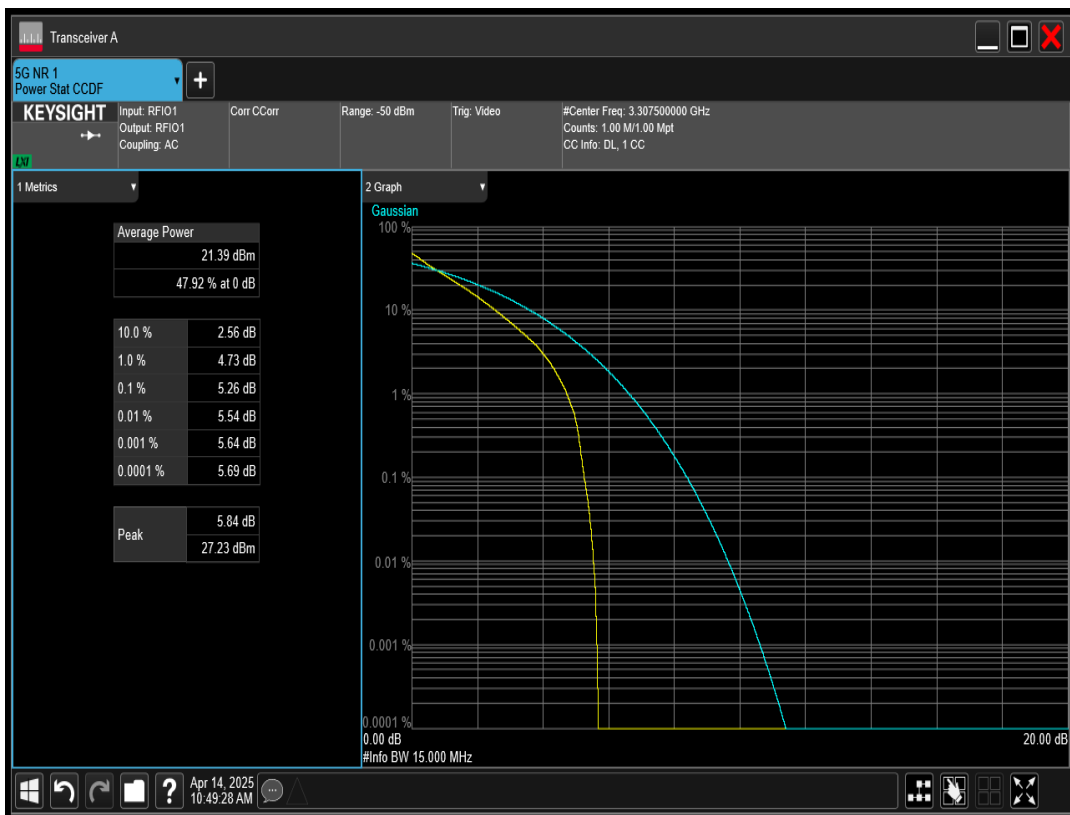 Transceiver A
5G NR 1
Power Stat CCDF
+
KEYSIGHT
LXI
Input: RFIO1
Output: RFIO1
Coupling: AC
Corr CCorr
Range: -50 dBm
Trig: Video
#Center Freq: 3.307500000 GHz
Counts: 1.00 M/1.00 Mpt
CC Info: DL, 1 CC
1 Metrics
Average Power
21.39 dBm
47.92 % at 0 dB
10.0 % 2.56 dB
1.0 % 4.73 dB
0.1 % 5.26 dB
0.01 % 5.54 dB
0.001 % 5.64 dB
0.0001 % 5.69 dB
Peak
5.84 dB
27.23 dBm
2 Graph
Gaussian
100 %
10 %
1 %
0.1 %
0.01 %
0.001 %
0.0001 %
0.00 dB 20.00 dB
#Info BW 15.000 MHz
?
Apr 14, 2025
10:49:28 AM